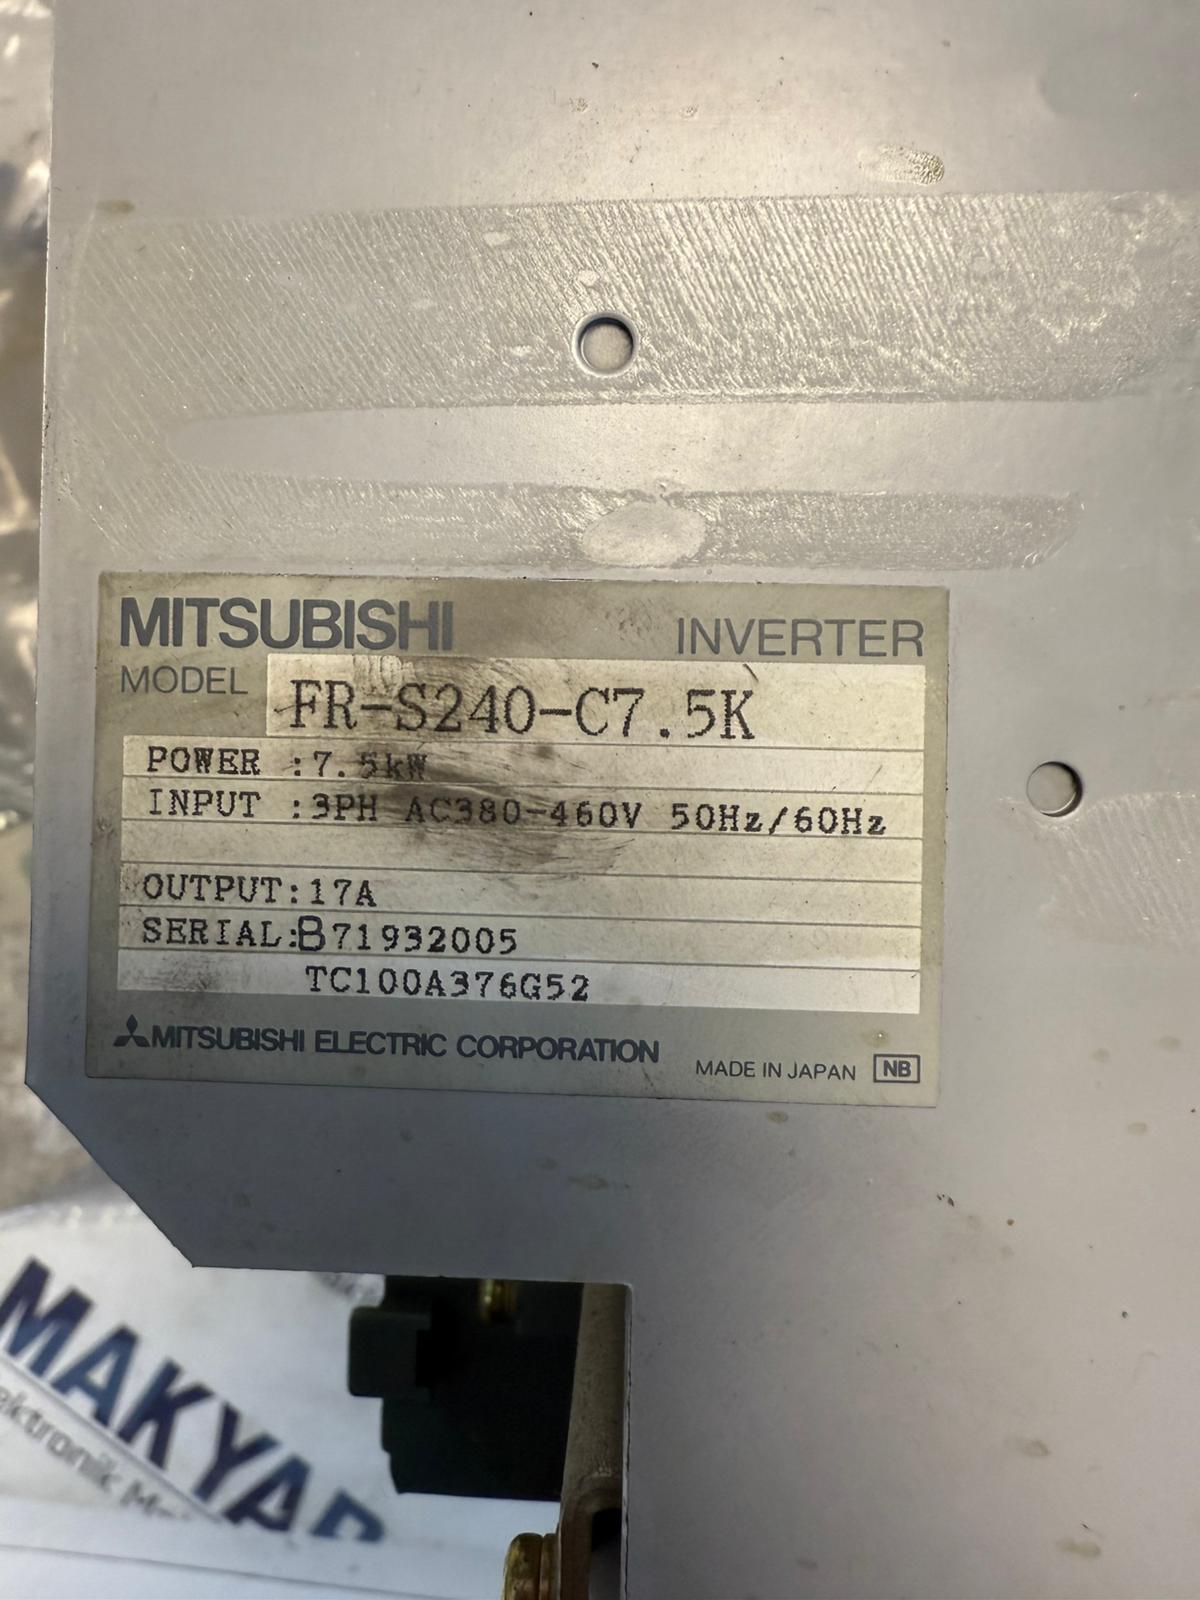 MITSUBISHI INVERTER
MODEL FR-S240-C7.5K
POWER :7.5kW
INPUT :3PH AC380-460V 50Hz/60Hz
OUTPUT:17A
SERIAL:B71932005
TC100A376G52
MITSUBISHI ELECTRIC CORPORATION MADE IN JAPAN NB
MAKYA